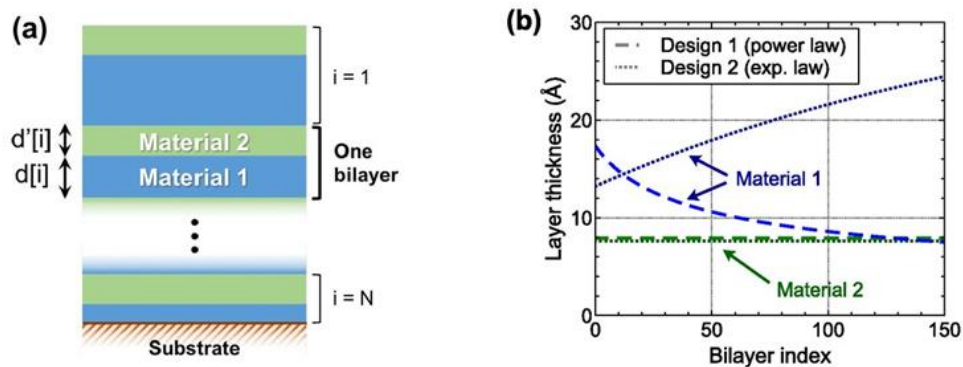 (a)
i = 1
d'[i]
Material 2
d[i]
Material 1
One
bilayer
i = N
Substrate
(b)
30
20
10
0
Layer thickness (Å)
Design 1 (power law)
Design 2 (exp. law)
Material 1
Material 2
0
50
100
150
Bilayer index